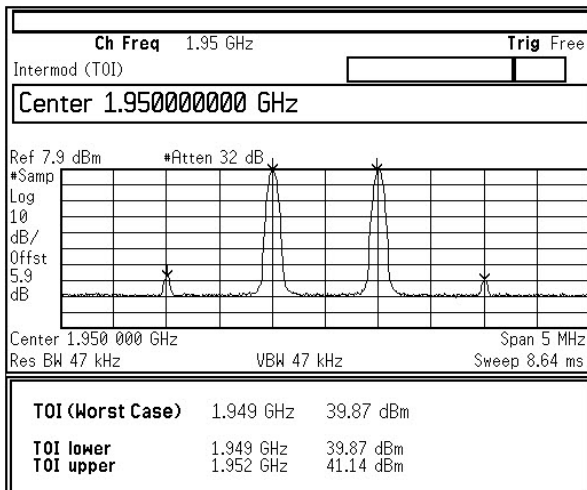 Ch Freq 1.95 GHz Trig Free
Intermod (TOI)
Center 1.950000000 GHz
Ref 7.9 dBm #Atten 32 dB
#Samp
Log
10
dB/
Offst
5.9
dB
Center 1.950 000 GHz Span 5 MHz
Res BW 47 kHz VBW 47 kHz Sweep 8.64 ms
TOI (Worst Case) 1.949 GHz 39.87 dBm
TOI lower 1.949 GHz 39.87 dBm
TOI upper 1.952 GHz 41.14 dBm